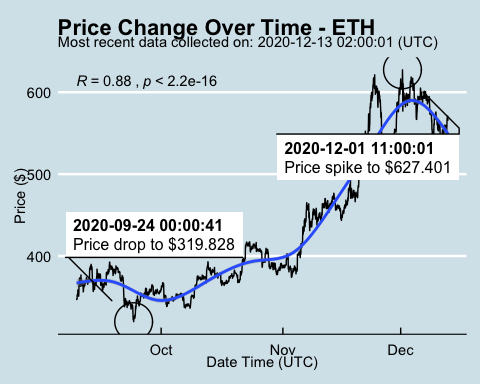 Price Change Over Time - ETH
Most recent data collected on: 2020-12-13 02:00:01 (UTC)
R = 0.88 , p < 2.2e-16
600
2020-12-01 11:00:01
Price spike to $627.401
500
Price ($)
2020-09-24 00:00:41
Price drop to $319.828
400
Oct
Nov
Dec
Date Time (UTC)